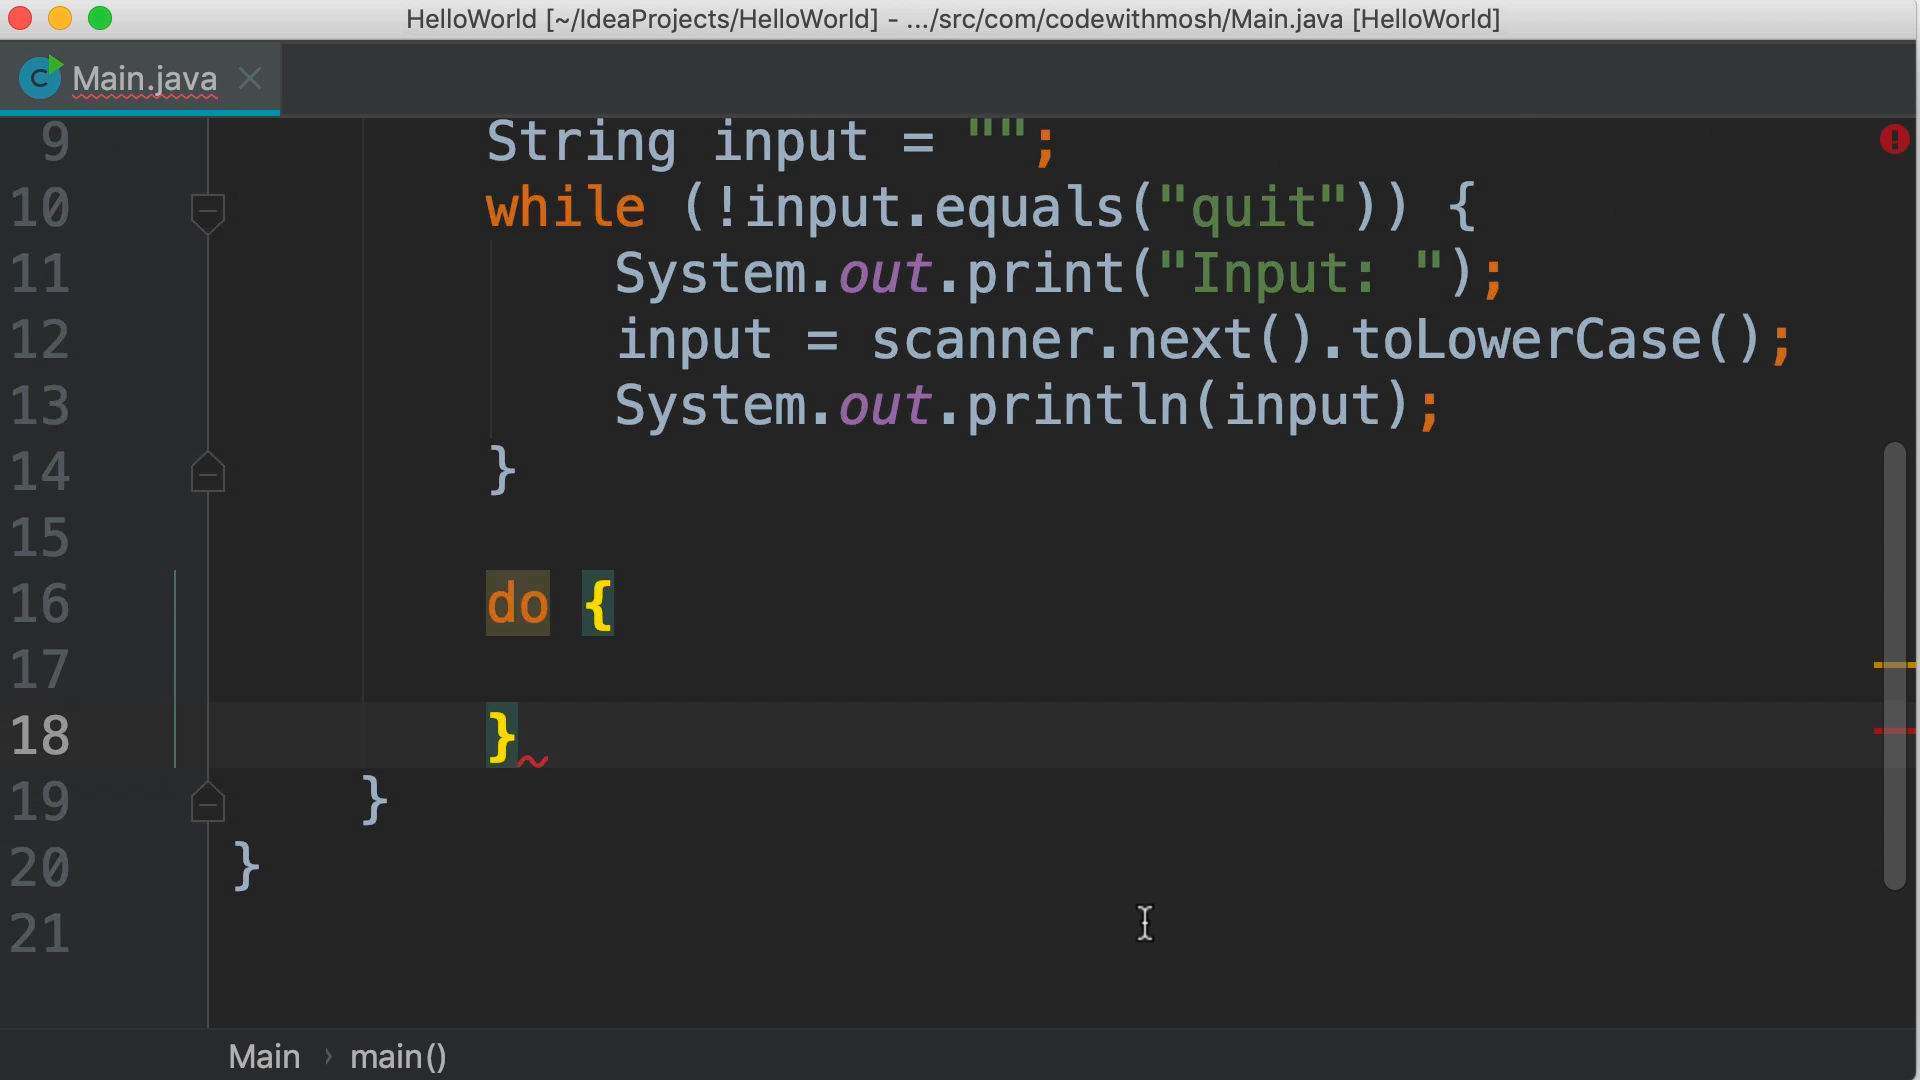 HelloWorld [~/IdeaProjects/HelloWorld] - .../src/com/codewithmosh/Main.java [HelloWorld]
C Main.java
9 String input = "";
10 while (!input.equals("quit")) {
11 System.out.print("Input: ");
12 input = scanner.next().toLowerCase();
13 System.out.println(input);
14 }
15
16 do {
17
18 }
19 }
20 }
21
Main › main()